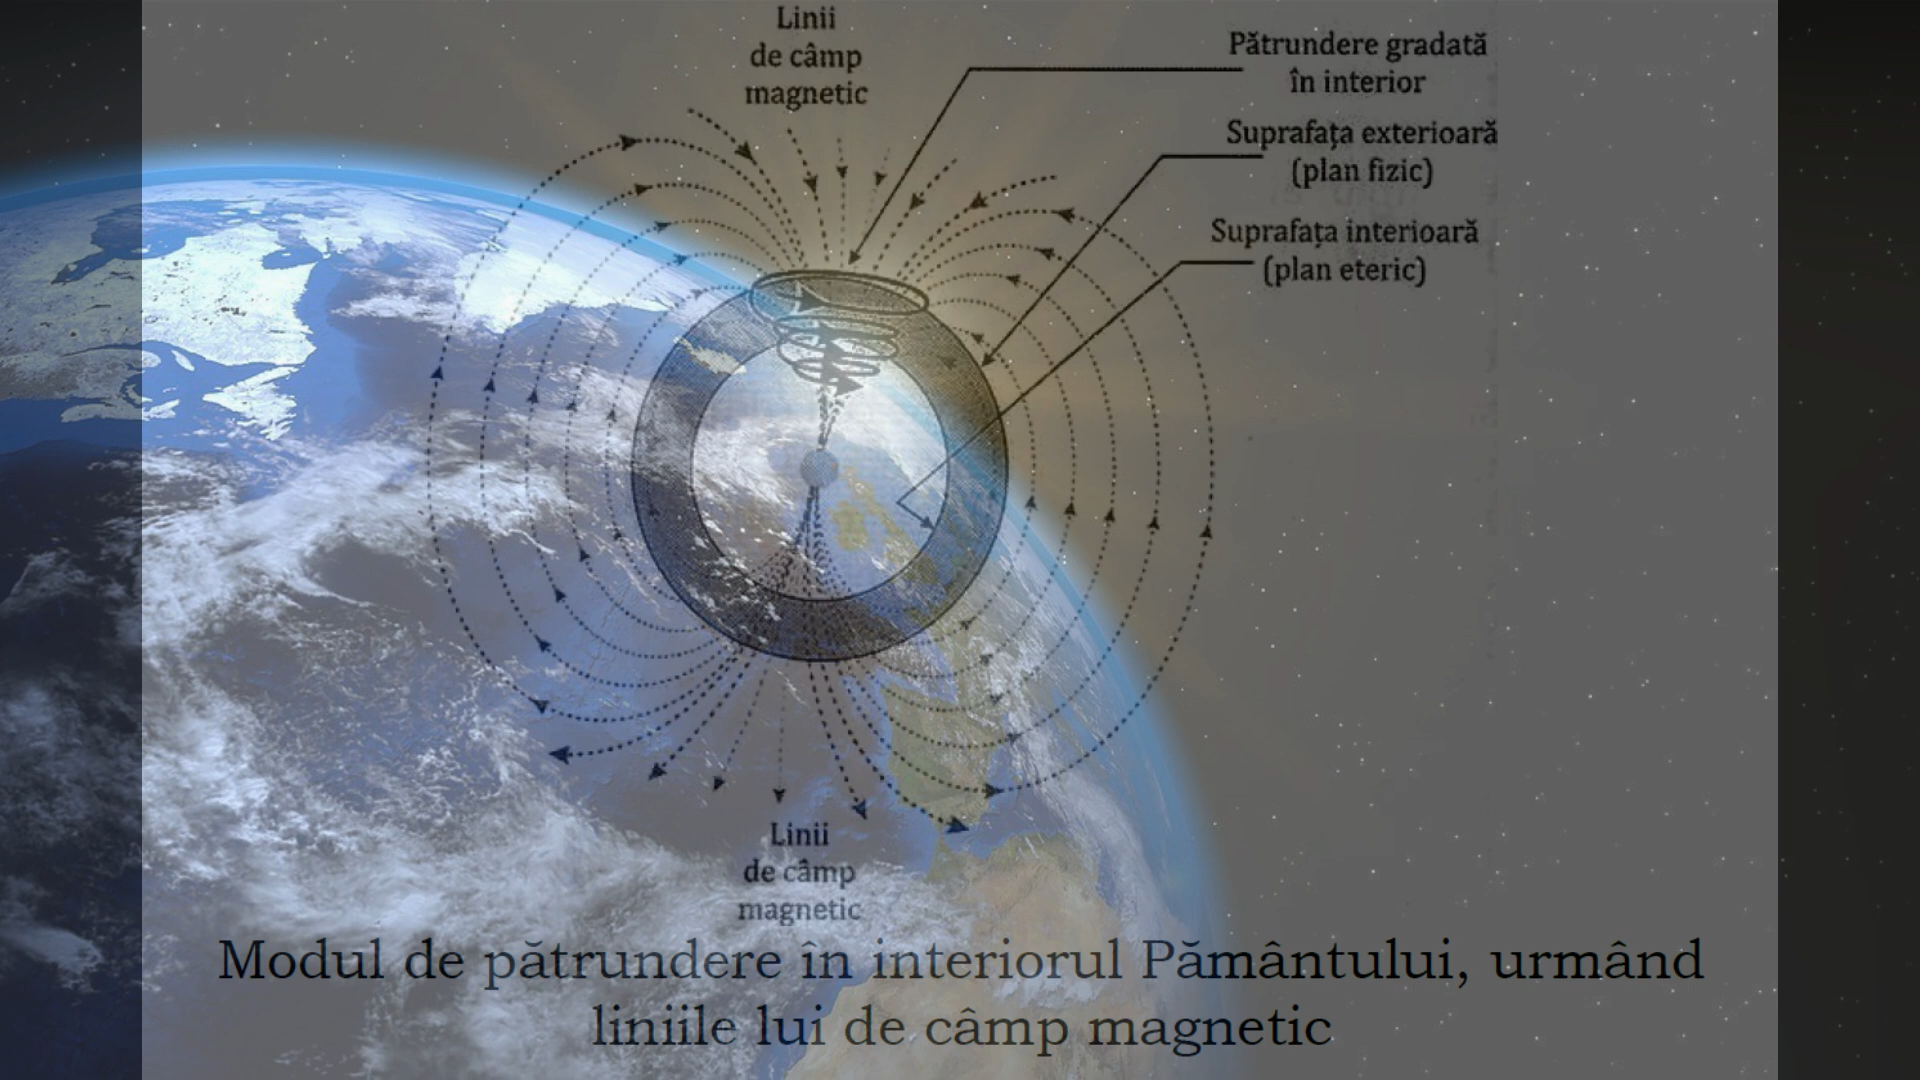 Linii
de câmp
magnetic
Pătrundere gradată
în interior
Suprafața exterioară
(plan fizic)
Suprafața interioară
(plan eteric)
Linii
de câmp
magnetic
Modul de pătrundere în interiorul Pământului, urmând
liniile lui de câmp magnetic